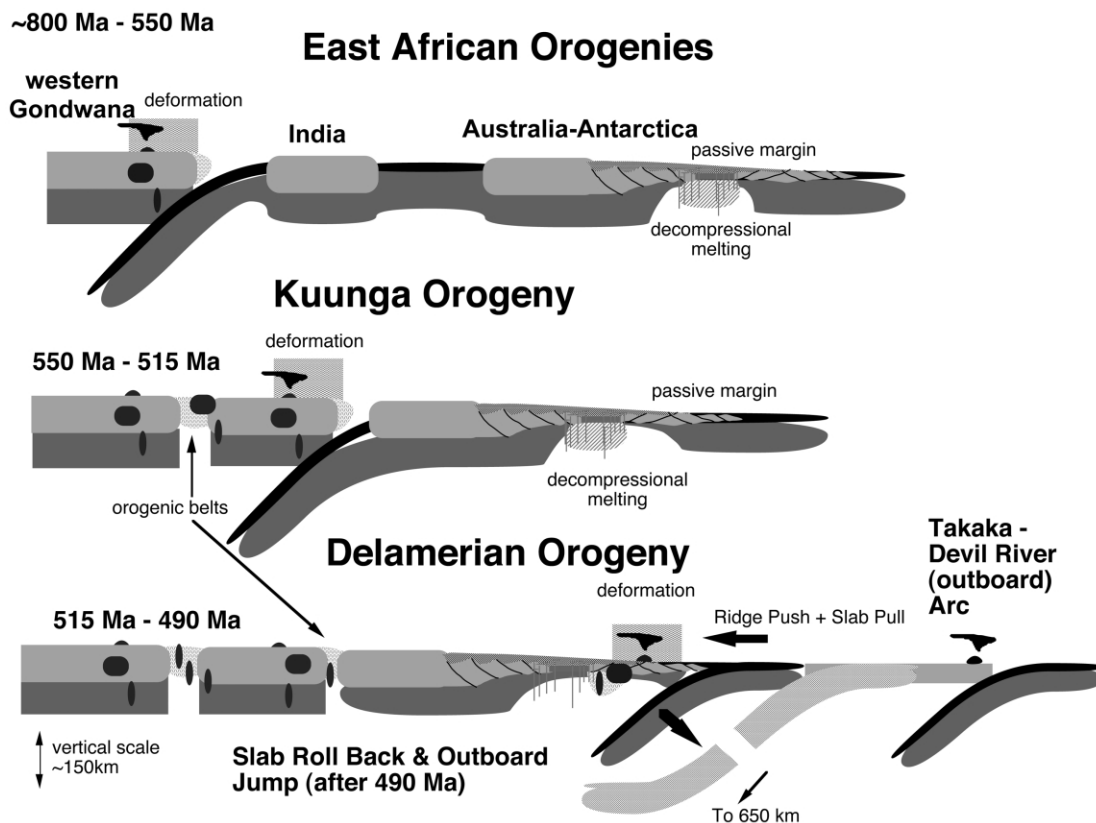 ~800 Ma - 550 Ma
East African Orogenies
western
Gondwana
deformation
India
Australia-Antarctica
passive margin
decompressional
melting
Kuunga Orogeny
deformation
550 Ma - 515 Ma
passive margin
decompressional
melting
orogenic belts
Delamerian Orogeny
Takaka -
Devil River
(outboard)
Arc
deformation
515 Ma - 490 Ma
Ridge Push + Slab Pull
vertical scale
~150km
Slab Roll Back & Outboard
Jump (after 490 Ma)
To 650 km